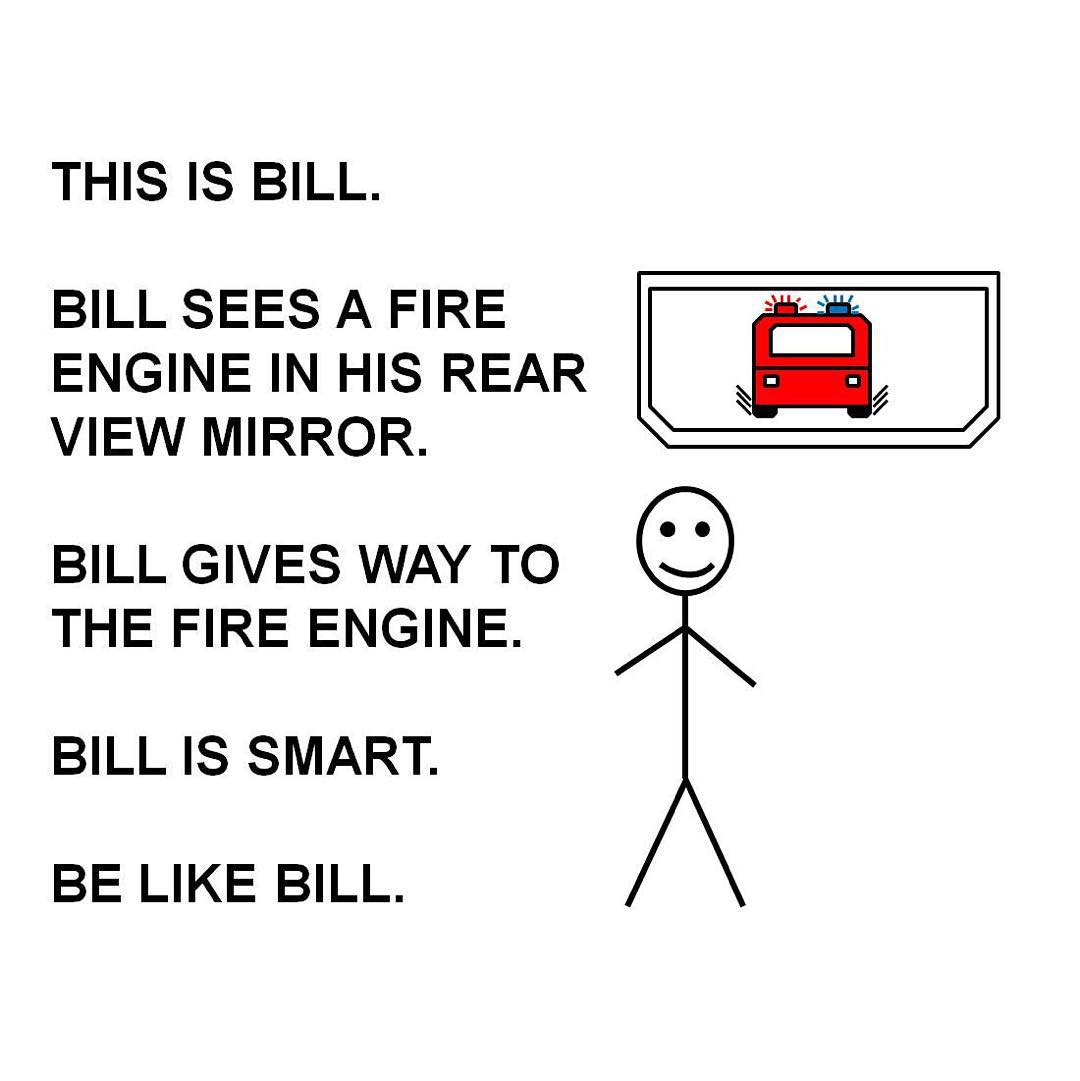 THIS IS BILL.
BILL SEES A FIRE
ENGINE IN HIS REAR
VIEW MIRROR.
BILL GIVES WAY TO
THE FIRE ENGINE.
BILL IS SMART.
BE LIKE BILL.